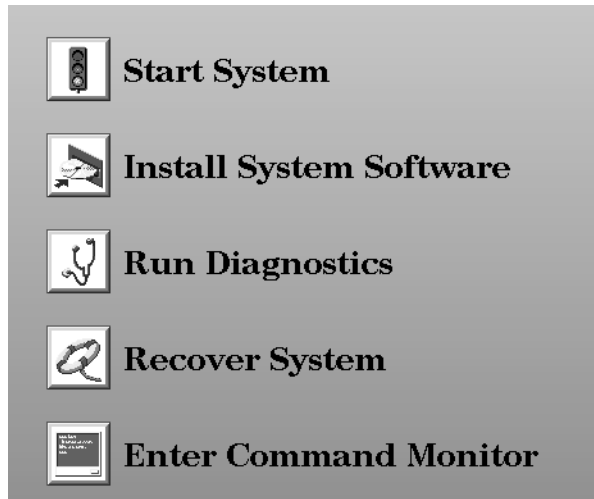 Start System
Install System Software
Run Diagnostics
Recover System
Enter Command Monitor